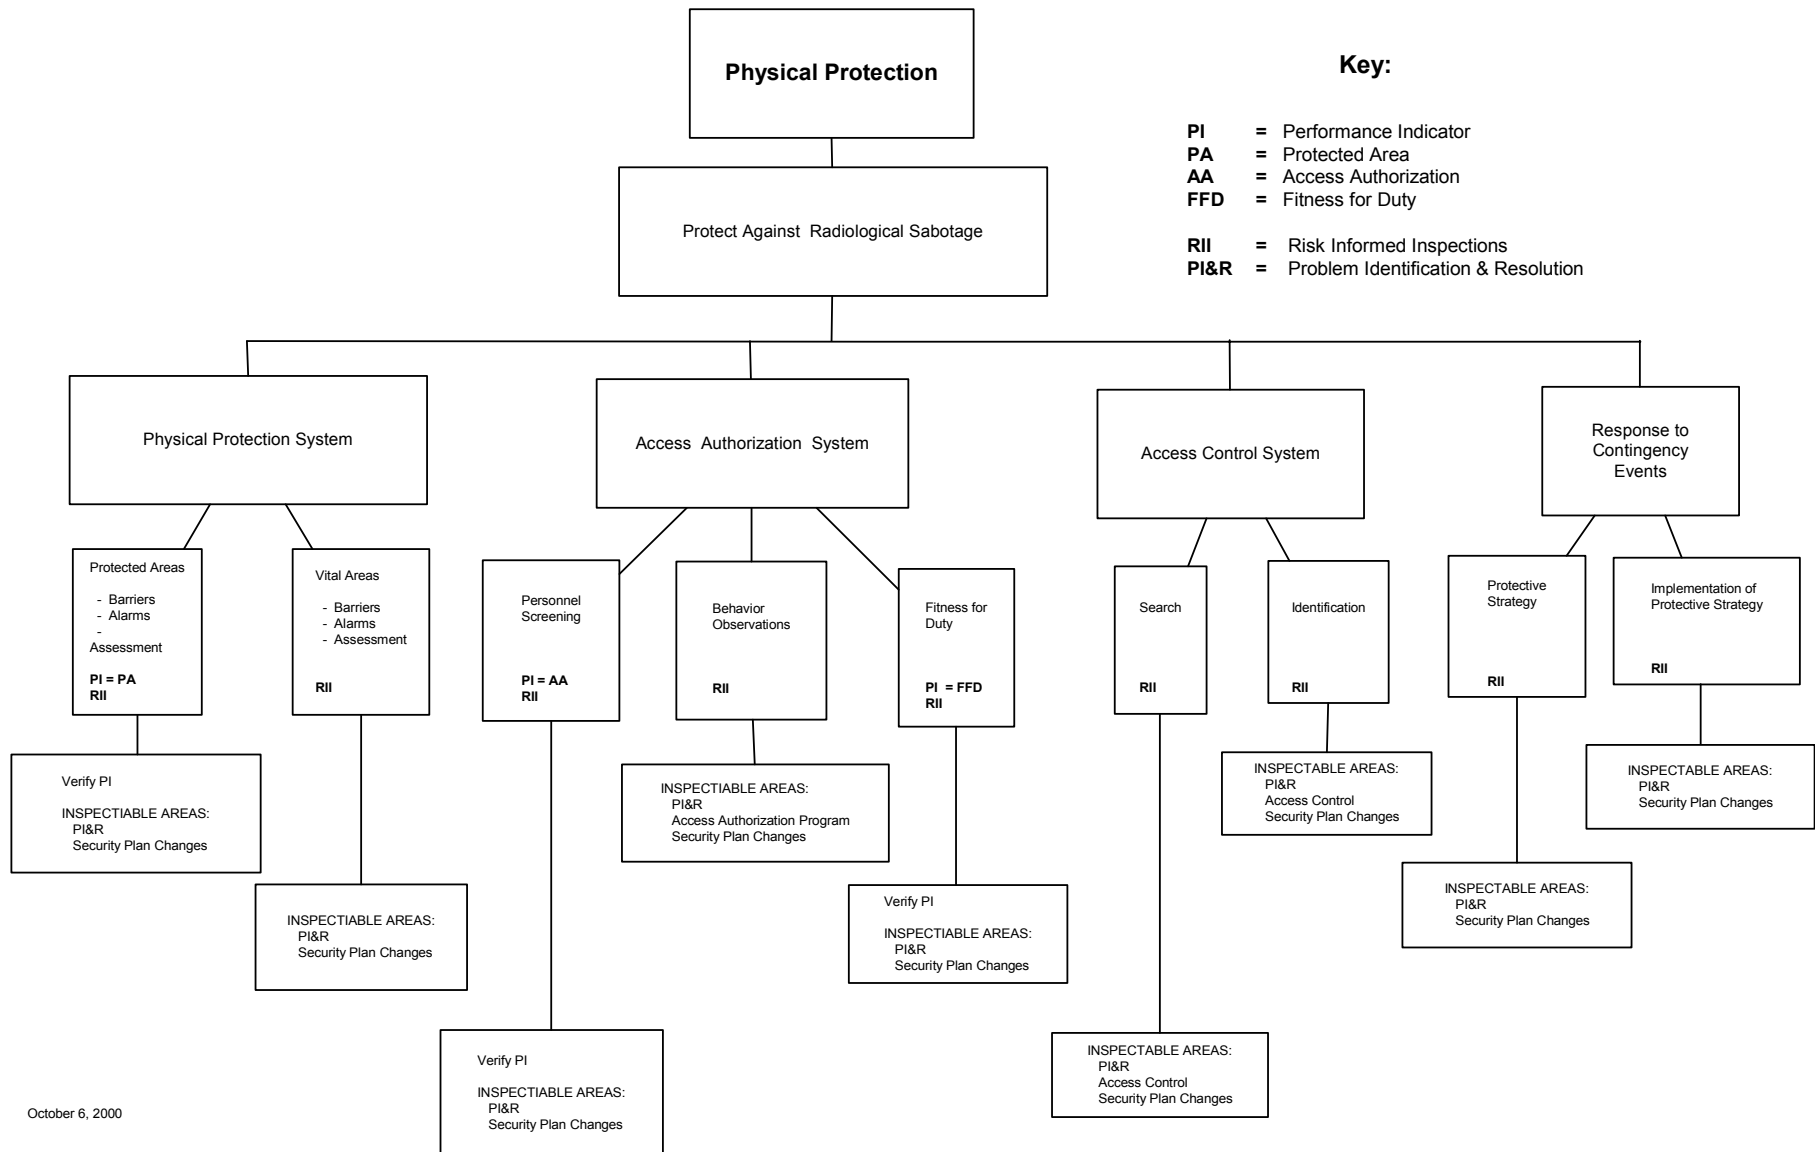 Physical Protection
Key:
PI = Performance Indicator
PA = Protected Area
AA = Access Authorization
FFD = Fitness for Duty
RII = Risk Informed Inspections
PI&R = Problem Identification & Resolution
Protect Against Radiological Sabotage
Physical Protection System
Access Authorization System
Access Control System
Response to
Contingency
Events
Protected Areas
- Barriers
- Alarms
-
Assessment
PI = PA
RII
Vital Areas
- Barriers
- Alarms
- Assessment
RII
Personnel
Screening
PI = AA
RII
Behavior
Observations
RII
Fitness for
Duty
PI = FFD
RII
Search
RII
Identification
RII
Protective
Strategy
RII
Implementation of
Protective Strategy
RII
Verify PI
INSPECTIABLE AREAS:
PI&R
Security Plan Changes
INSPECTIABLE AREAS:
PI&R
Security Plan Changes
Verify PI
INSPECTIABLE AREAS:
PI&R
Security Plan Changes
INSPECTIABLE AREAS:
PI&R
Access Authorization Program
Security Plan Changes
Verify PI
INSPECTIABLE AREAS:
PI&R
Security Plan Changes
INSPECTABLE AREAS:
PI&R
Access Control
Security Plan Changes
INSPECTABLE AREAS:
PI&R
Access Control
Security Plan Changes
INSPECTABLE AREAS:
PI&R
Security Plan Changes
INSPECTABLE AREAS:
PI&R
Security Plan Changes
October 6, 2000